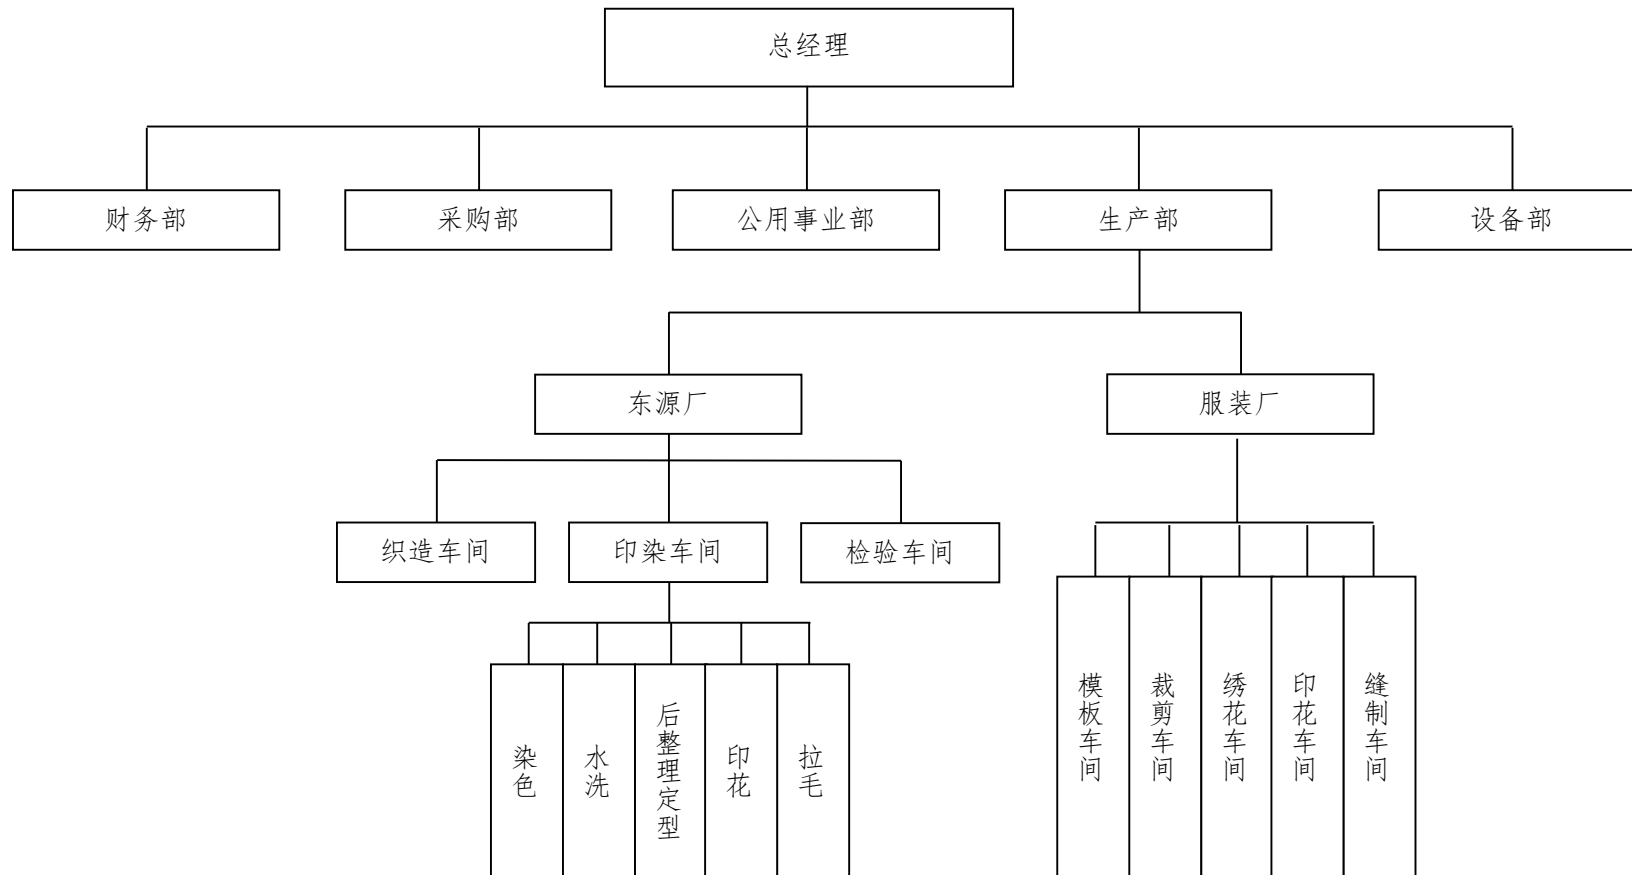 总经理
财务部
采购部
公用事业部
生产部
设备部
东源厂
服装厂
织造车间
印染车间
检验车间
染色
水洗
后整理定型
印花
拉毛
模板车间
裁剪车间
绣花车间
印花车间
缝制车间